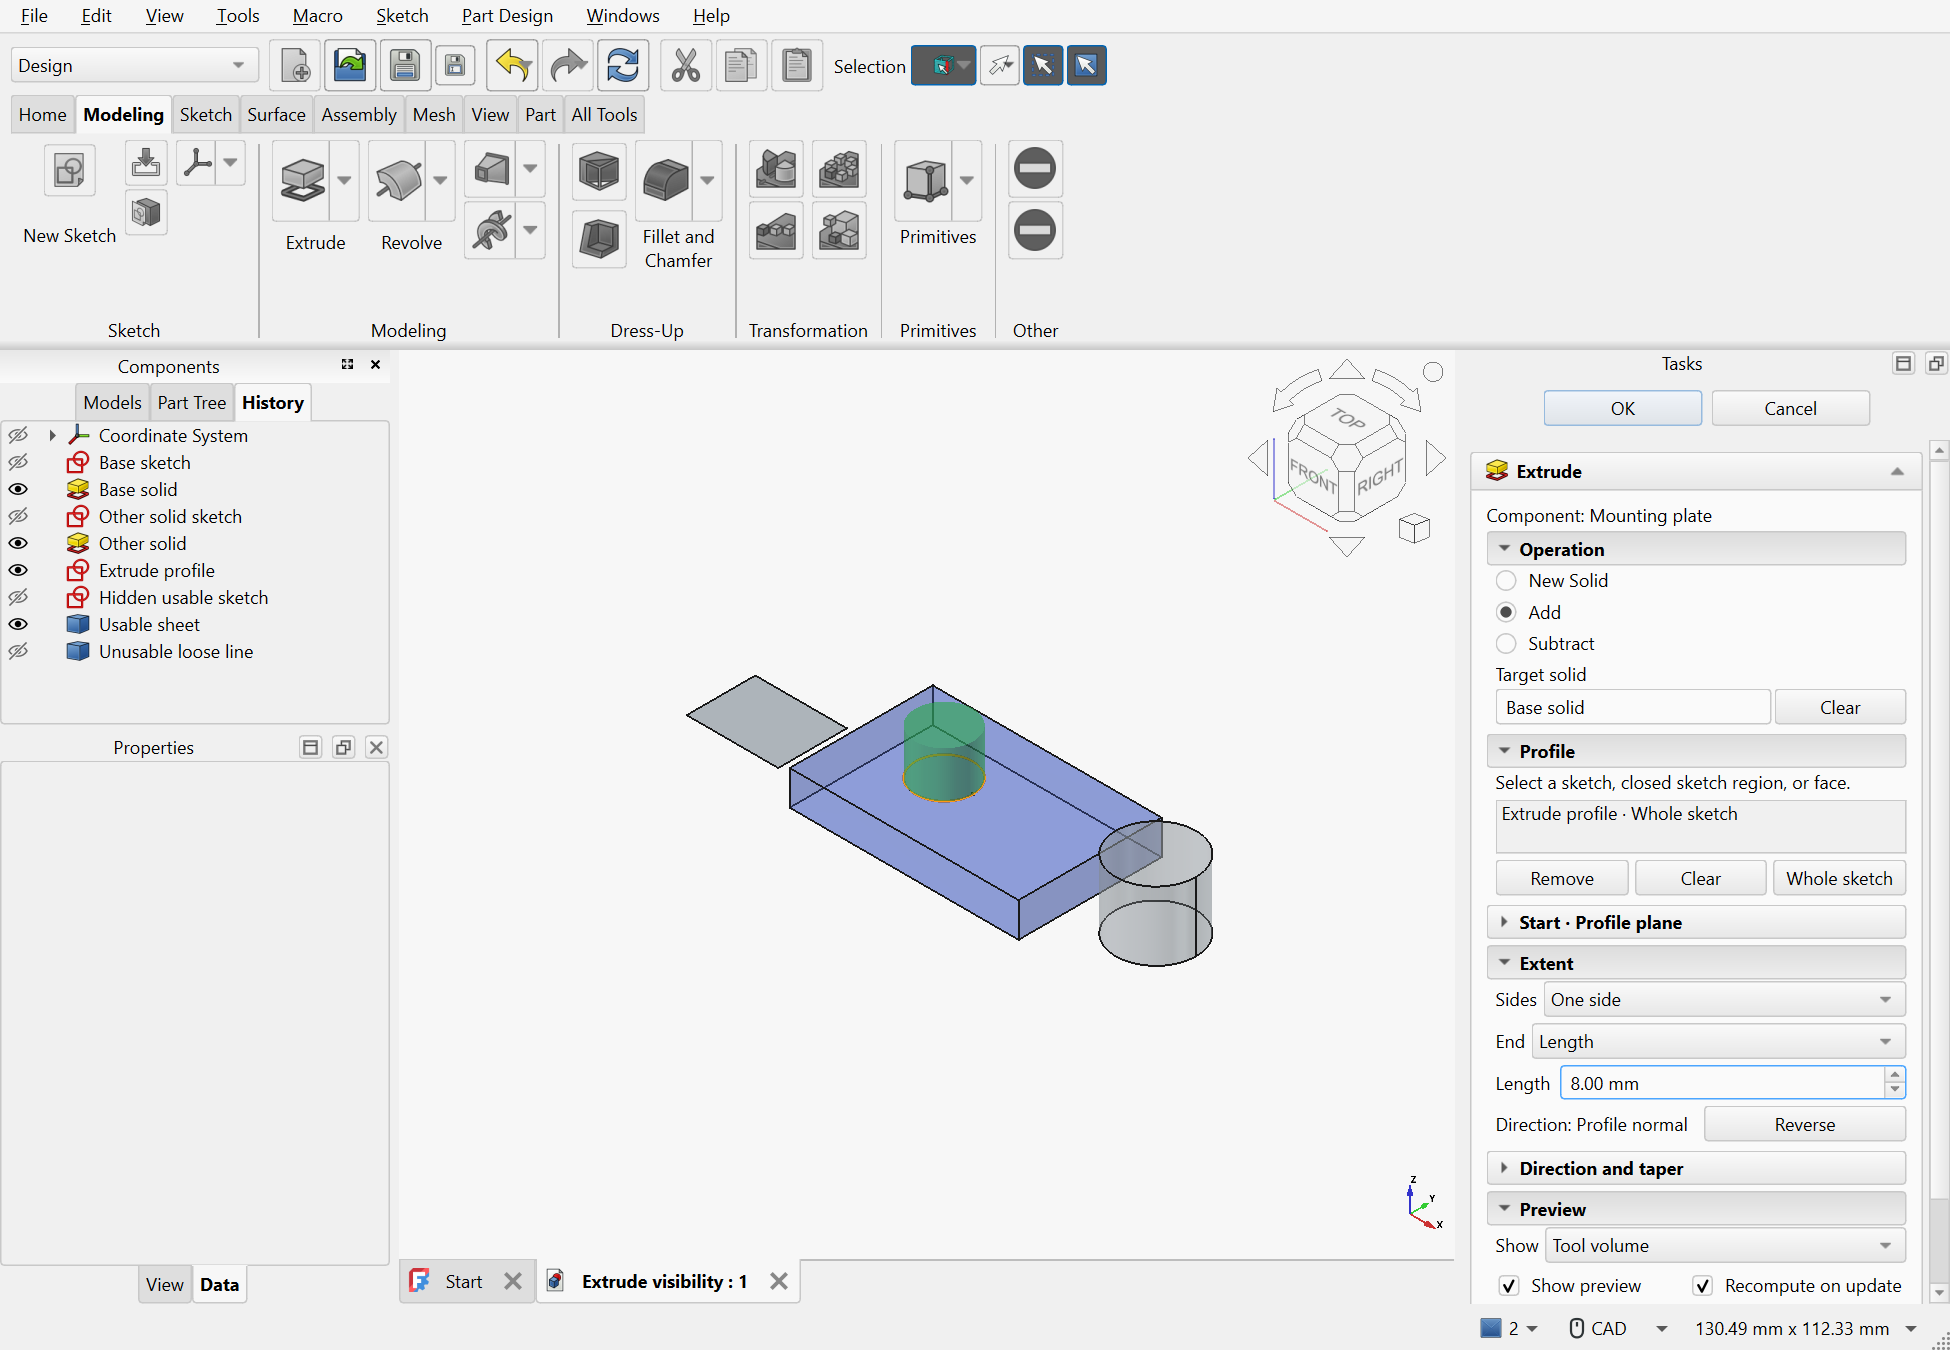 File Edit View Tools Macro Sketch Part Design Windows Help
Design
Selection
Home Modeling Sketch Surface Assembly Mesh View Part All Tools
New Sketch
Extrude
Revolve
Fillet and
Chamfer
Primitives
Sketch Modeling Dress-Up Transformation Primitives Other
Components
Models Part Tree History
Coordinate System
Base sketch
Base solid
Other solid sketch
Other solid
Extrude profile
Hidden usable sketch
Usable sheet
Unusable loose line
Properties
View Data
TOP
FRONT
RIGHT
Z
Y
X
Start
Extrude visibility : 1
Tasks
OK Cancel
Extrude
Component: Mounting plate
Operation
New Solid
Add
Subtract
Target solid
Base solid Clear
Profile
Select a sketch, closed sketch region, or face.
Extrude profile · Whole sketch
Remove Clear Whole sketch
Start · Profile plane
Extent
Sides One side
End Length
Length 8.00 mm
Direction: Profile normal Reverse
Direction and taper
Preview
Show Tool volume
Show preview Recompute on update
2 CAD 130.49 mm x 112.33 mm